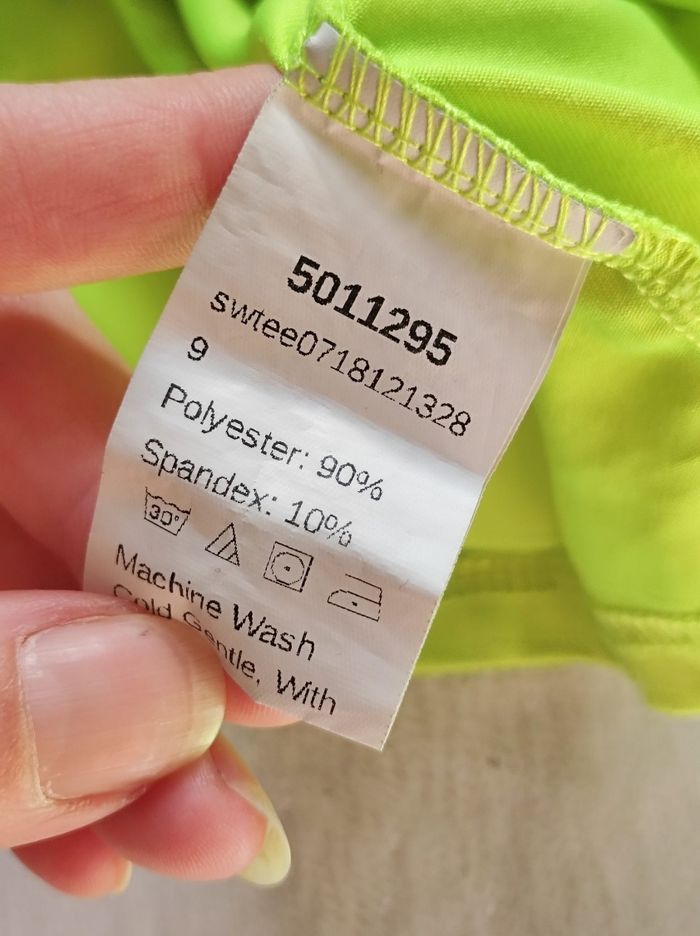 5011295
swtee0718121328
9
Polyester: 90%
Spandex: 10%
30°
Machine Wash
Cold Gentle, With